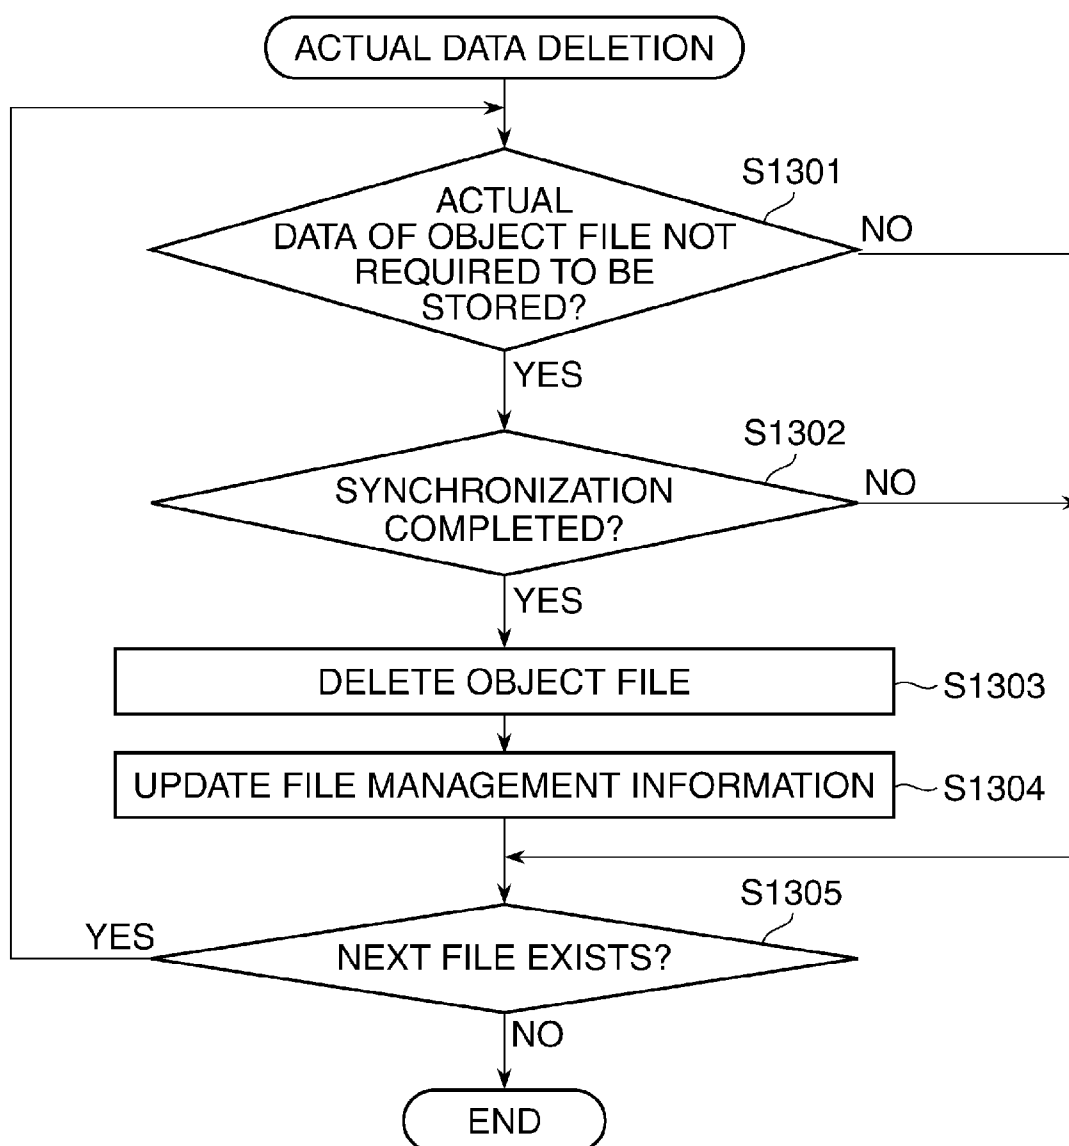 ACTUAL DATA DELETION
S1301
ACTUAL
DATA OF OBJECT FILE NOT
REQUIRED TO BE
STORED?
NO
YES
S1302
SYNCHRONIZATION
COMPLETED?
NO
YES
DELETE OBJECT FILE
S1303
UPDATE FILE MANAGEMENT INFORMATION
S1304
S1305
YES
NEXT FILE EXISTS?
NO
END